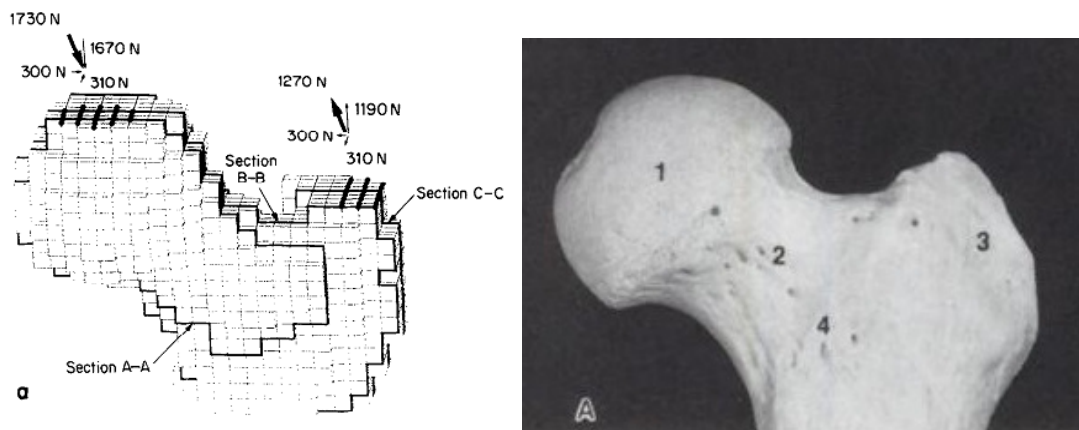 1730 N
1670 N
300 N
310 N
1270 N
1190 N
300 N
310 N
Section
B-B
Section C-C
Section A-A
a
1
2
3
4
A